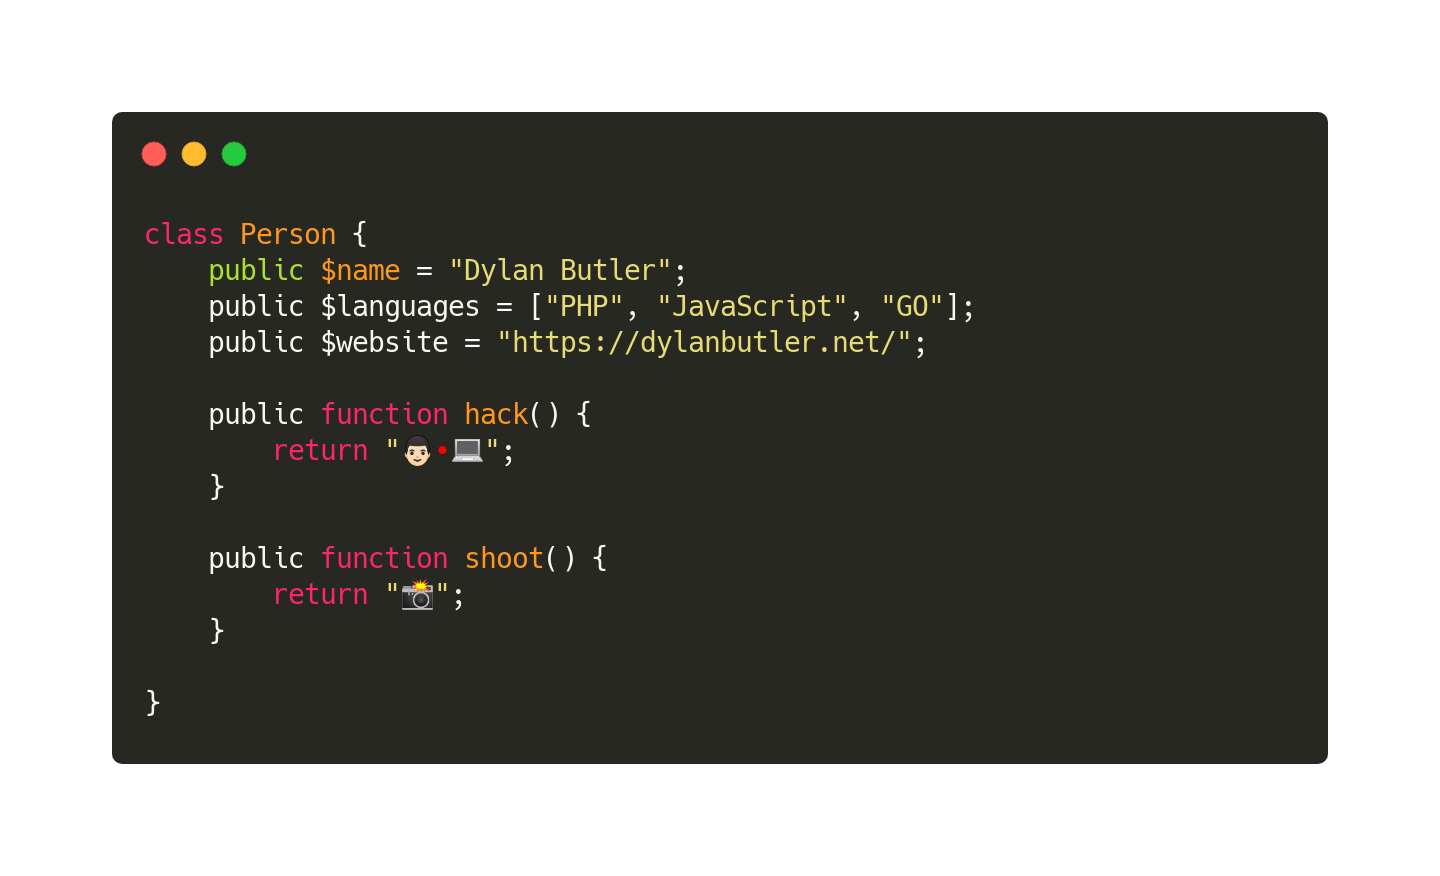 class Person {
    public $name = "Dylan Butler";
    public $languages = ["PHP", "JavaScript", "GO"];
    public $website = "https://dylanbutler.net/";
    public function hack() {
        return "👨🏻•💻";
    }
    public function shoot() {
        return "📸";
    }
}